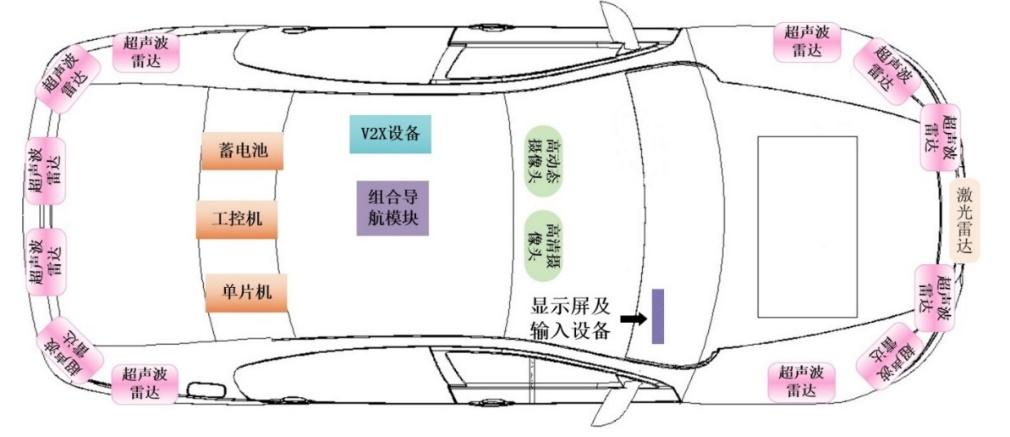 超声波
雷达
超声波
雷达
超声波
雷达
超声波
雷达
超声波
雷达
超声波
雷达
蓄电池
工控机
单片机
V2X设备
组合导
航模块
高动态
摄像头
高清摄
像头
显示屏及
输入设备
超声波
雷达
超声波
雷达
超声波
雷达
激光雷达
超声波
雷达
超声波
雷达
超声波
雷达